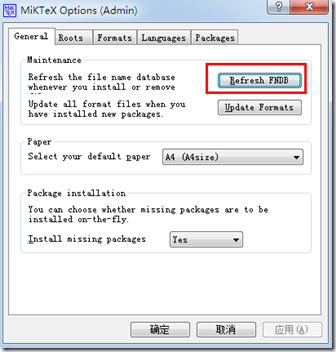 MiKTeX Options (Admin)
General Roots Formats Languages Packages
Maintenance
Refresh the file name database
whenever you install or remove
Refresh FNDB
Update all format files when you
have installed new packages.
Update Formats
Paper
Select your default paper
A4 (A4size)
Package installation
You can choose whether missing packages are to be
installed on-the-fly.
Install missing packages
Yes
确定 取消 应用(A)